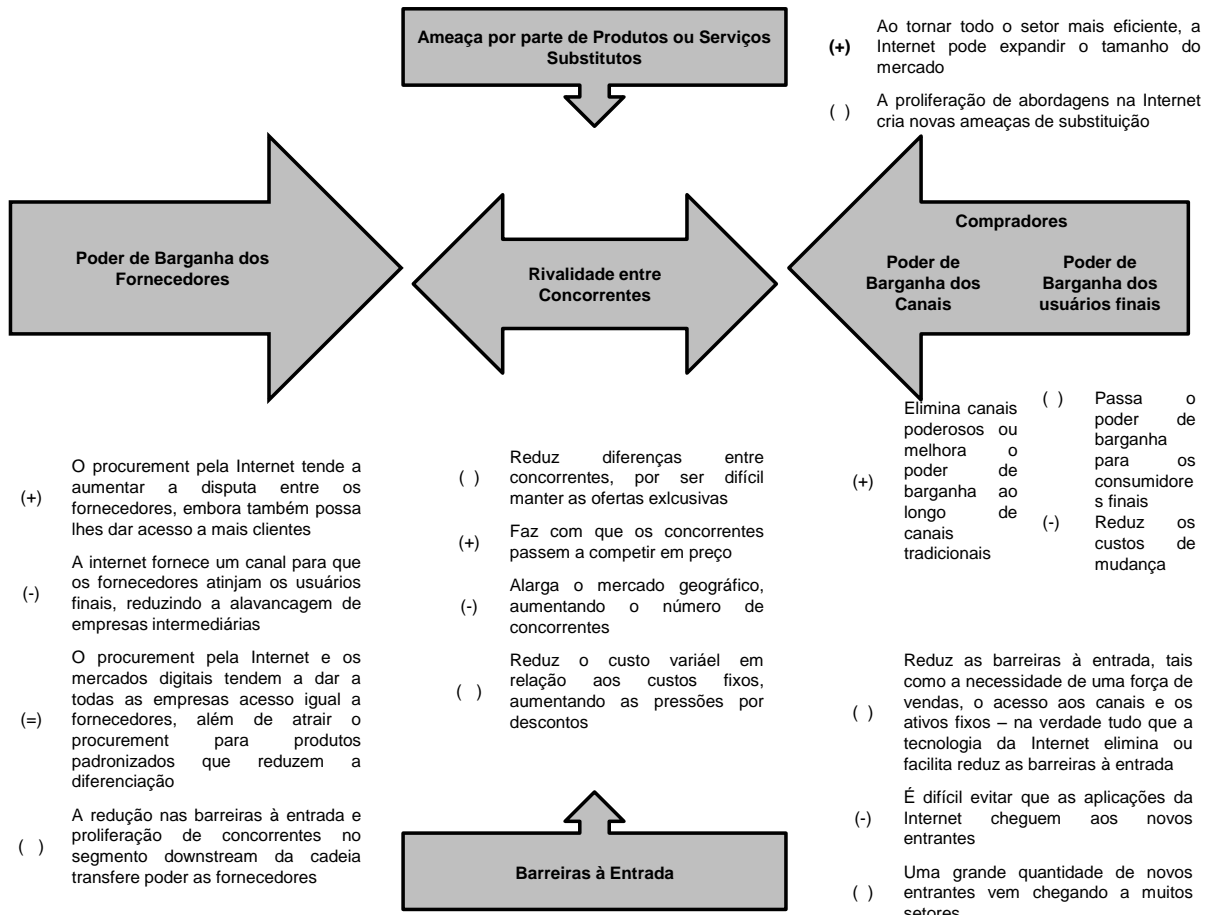 Ameaça por parte de Produtos ou Serviços
Substitutos
(+)
Ao tornar todo o setor mais eficiente, a
Internet pode expandir o tamanho do
mercado
( )
A proliferação de abordagens na Internet
cria novas ameaças de substituição
Poder de Barganha dos
Fornecedores
Rivalidade entre
Concorrentes
Compradores
Poder de
Barganha dos
Canais
Poder de
Barganha dos
usuários finais
(+)
O procurement pela Internet tende a
aumentar a disputa entre os
fornecedores, embora também possa
lhes dar acesso a mais clientes
(-)
A internet fornece um canal para que
os fornecedores atinjam os usuários
finais, reduzindo a alavancagem de
empresas intermediárias
(=)
O procurement pela Internet e os
mercados digitais tendem a dar a
todas as empresas acesso igual a
fornecedores, além de atrair o
procurement para produtos
padronizados que reduzem a
diferenciação
( )
A redução nas barreiras à entrada e
proliferação de concorrentes no
segmento downstream da cadeia
transfere poder as fornecedores
( )
Reduz diferenças entre
concorrentes, por ser difícil
manter as ofertas exlcusivas
(+)
Faz com que os concorrentes
passem a competir em preço
(-)
Alarga o mercado geográfico,
aumentando o número de
concorrentes
( )
Reduz o custo variáel em
relação aos custos fixos,
aumentando as pressões por
descontos
(+)
Elimina canais
poderosos ou
melhora o
poder de
barganha ao
longo de
canais
tradicionais
( )
Passa o
poder de
barganha
para os
consumidore
s finais
(-)
Reduz os
custos de
mudança
( )
Reduz as barreiras à entrada, tais
como a necessidade de uma força de
vendas, o acesso aos canais e os
ativos fixos – na verdade tudo que a
tecnologia da Internet elimina ou
facilita reduz as barreiras à entrada
(-)
É difícil evitar que as aplicações da
Internet cheguem aos novos
entrantes
( )
Uma grande quantidade de novos
entrantes vem chegando a muitos
setores
Barreiras à Entrada